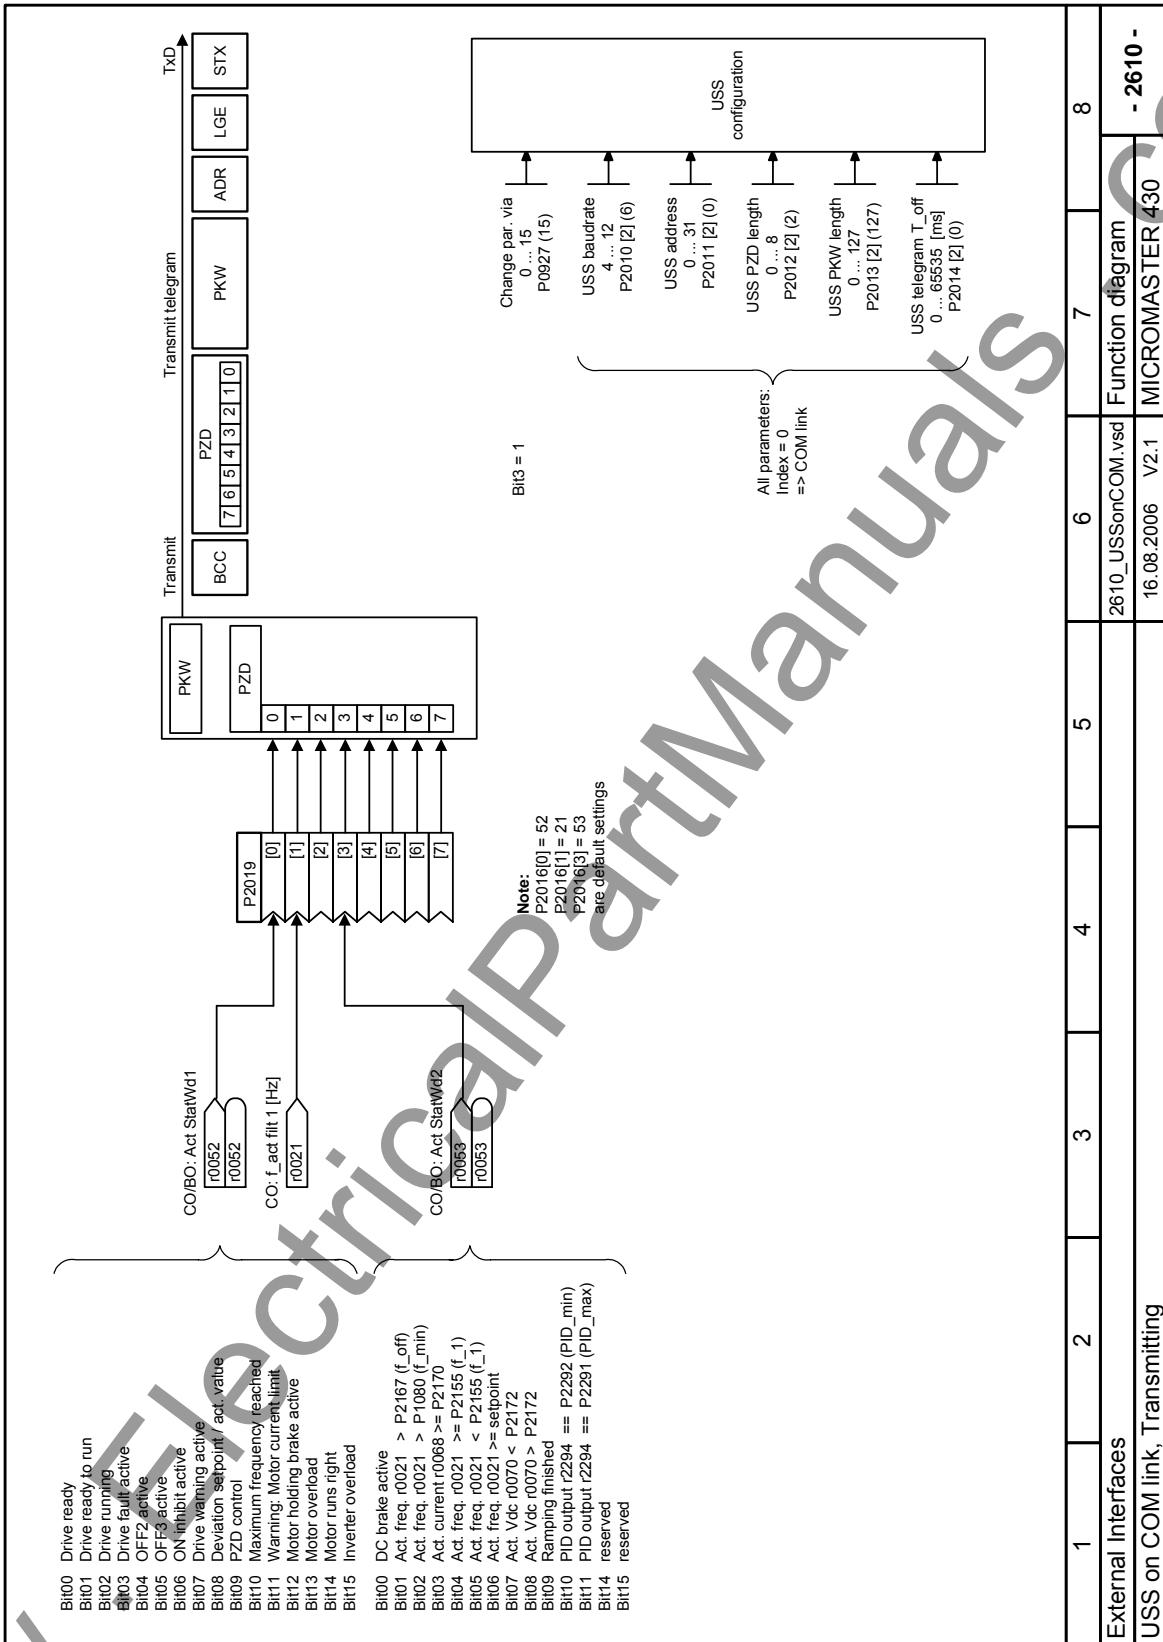 Bit00 Drive ready
Bit01 Drive ready to run
Bit02 Drive running
Bit03 Drive fault active
Bit04 OFF2 active
Bit05 OFF3 active
Bit06 ON inhibit active
Bit07 Drive warning active
Bit08 Deviation setpoint / act. value
Bit09 PZD control
Bit10 Maximum frequency reached
Bit11 Warning: Motor current limit
Bit12 Motor holding brake active
Bit13 Motor overload
Bit14 Motor runs right
Bit15 Inverter overload
Bit00 DC brake active
Bit01 Act. freq. r0021 > P2167 (f_off)
Bit02 Act. freq. r0021 > P1080 (f_min)
Bit03 Act. current r0068 >= P2170
Bit04 Act. freq. r0021 >= P2155 (f_1)
Bit05 Act. freq. r0021 < P2155 (f_1)
Bit06 Act. freq. r0021 >= setpoint
Bit07 Act. Vdc r0070 < P2172
Bit08 Act. Vdc r0070 > P2172
Bit09 Ramping finished
Bit10 PID output r2294 == P2292 (PID_min)
Bit11 PID output r2294 == P2291 (PID_max)
Bit14 reserved
Bit15 reserved
CO/BO: Act StatWd1
r0052
r0052
CO: f_act filt 1 [Hz]
r0021
CO/BO: Act StatWd2
r0053
r0053
P2019
[0]
[1]
[2]
[3]
[4]
[5]
[6]
[7]
Note:
P2016[0] = 52
P2016[1] = 21
P2016[3] = 53
are default settings
PKW
PZD
0
1
2
3
4
5
6
7
Transmit
Transmit telegram
TxD
BCC
PZD
7 6 5 4 3 2 1 0
PKW
ADR
LGE
STX
Bit3 = 1
All parameters:
Index = 0
=> COM link
Change par. via
0 ... 15
P0927 (15)
USS baudrate
4 ... 12
P2010 [2] (6)
USS address
0 ... 31
P2011 [2] (0)
USS PZD length
0 ... 8
P2012 [2] (2)
USS PKW length
0 ... 127
P2013 [2] (127)
USS telegram T_off
0 ... 65535 [ms]
P2014 [2] (0)
USS
configuration
1 2 3 4 5 6 7 8
External Interfaces
2610_USSonCOM.vsd
Function diagram
- 2610 -
USS on COM link, Transmitting
16.08.2006 V2.1
MICROMASTER 430
. ElectricalPartManuals .